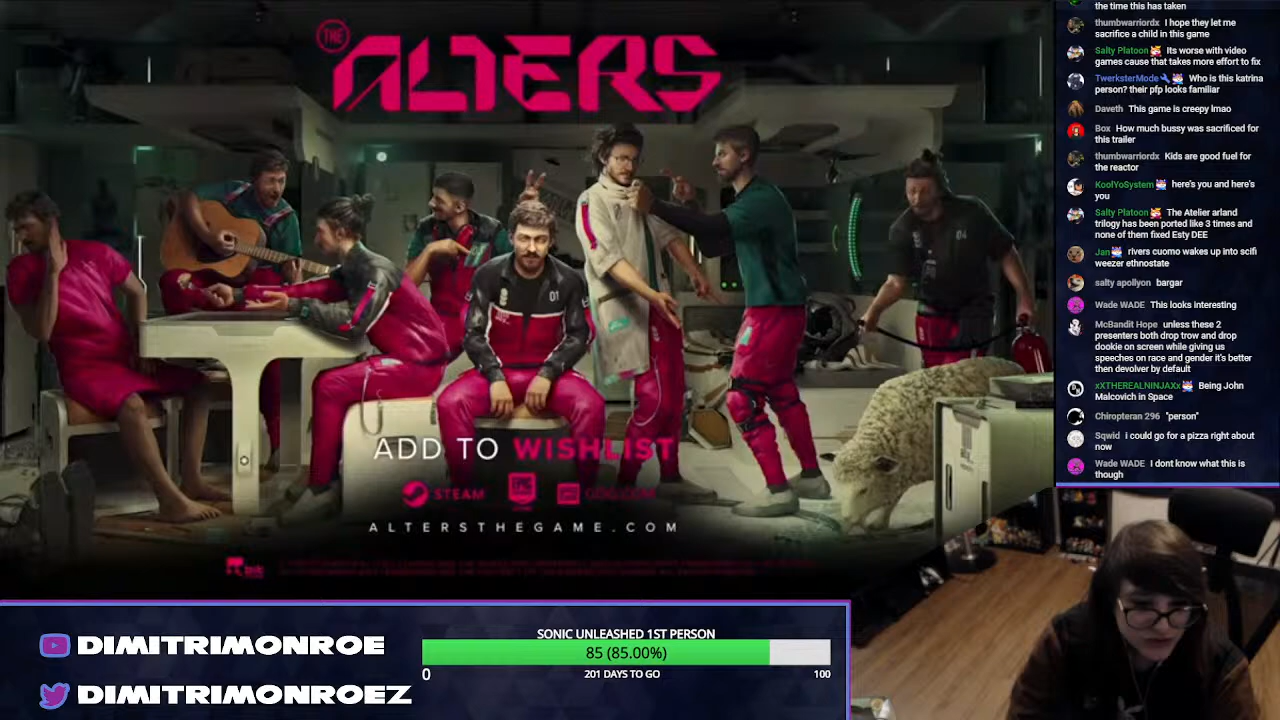 THE
ALTERS
01
04
ADD TO WISHLIST
STEAM
EPIC
GOG.COM
ALTERSTHEGAME.COM
bit
DIMITRIMONROE
DIMITRIMONROEZ
SONIC UNLEASHED 1ST PERSON
85 (85.00%)
0
201 DAYS TO GO
100
the time this has taken
thumbwarriordx I hope they let me
sacrifice a child in this game
Salty Platoon Its worse with video
games cause that takes more effort to fix
TwerksterMode Who is this katrina
person? their pfp looks familiar
Daveth This game is creepy lmao
Box How much bussy was sacrificed for
this trailer
thumbwarriordx Kids are good fuel for
the reactor
KoolYoSystem here's you and here's
you
Salty Platoon The Atelier arland
trilogy has been ported like 3 times and
none of them fixed Esty DEE
Jan rivers cuomo wakes up into scifi
weezer ethnostate
salty apollyon bargar
Wade WADE This looks interesting
McBandit Hope unless these 2
presenters both drop trow and drop
dookie on screen while giving us
speeches on race and gender it's better
then devolver by default
xXTHEREALNINJAXx Being John
Malcovich in Space
Chiropteran 296 "person"
Sqwid I could go for a pizza right about
now
Wade WADE I dont know what this is
though